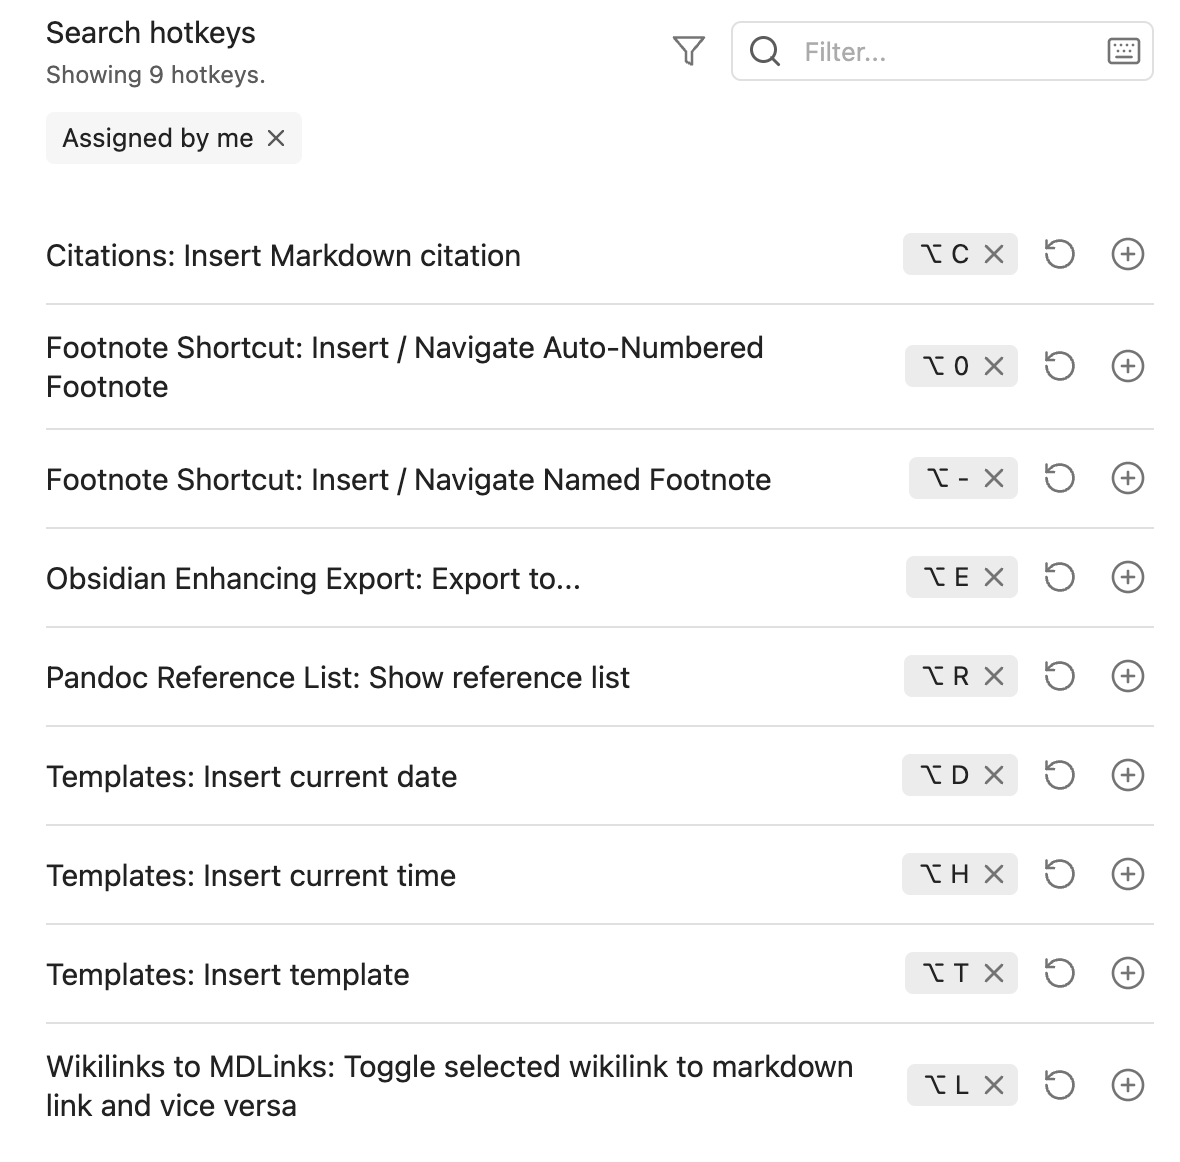 Search hotkeys
Showing 9 hotkeys.
Filter...
Assigned by me
Citations: Insert Markdown citation
⌥ C
Footnote Shortcut: Insert / Navigate Auto-Numbered
Footnote
⌥ 0
Footnote Shortcut: Insert / Navigate Named Footnote
⌥ -
Obsidian Enhancing Export: Export to...
⌥ E
Pandoc Reference List: Show reference list
⌥ R
Templates: Insert current date
⌥ D
Templates: Insert current time
⌥ H
Templates: Insert template
⌥ T
Wikilinks to MDLinks: Toggle selected wikilink to markdown
link and vice versa
⌥ L